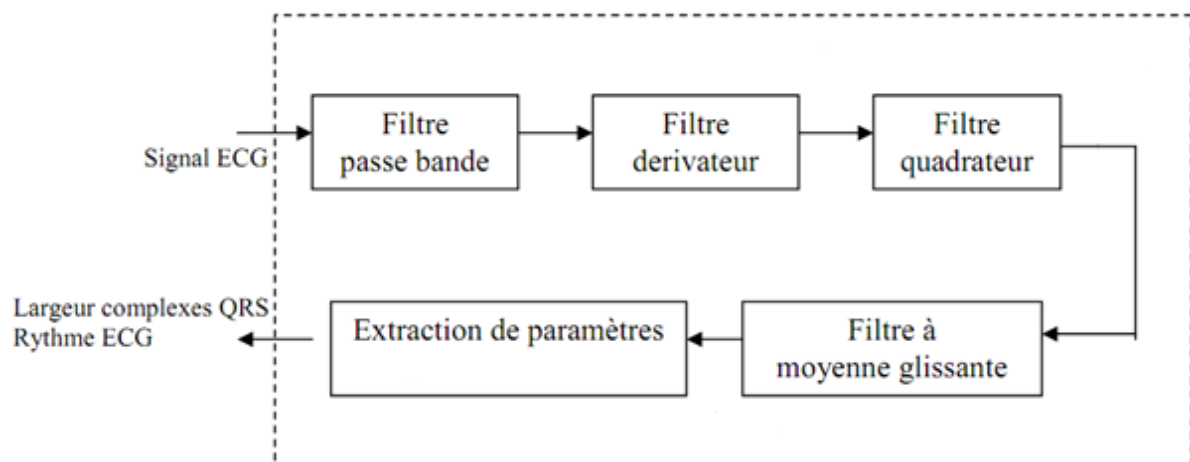 Signal ECG
Filtre
passe bande
Filtre
derivateur
Filtre
quadrateur
Filtre à
moyenne glissante
Extraction de paramètres
Largeur complexes QRS
Rythme ECG